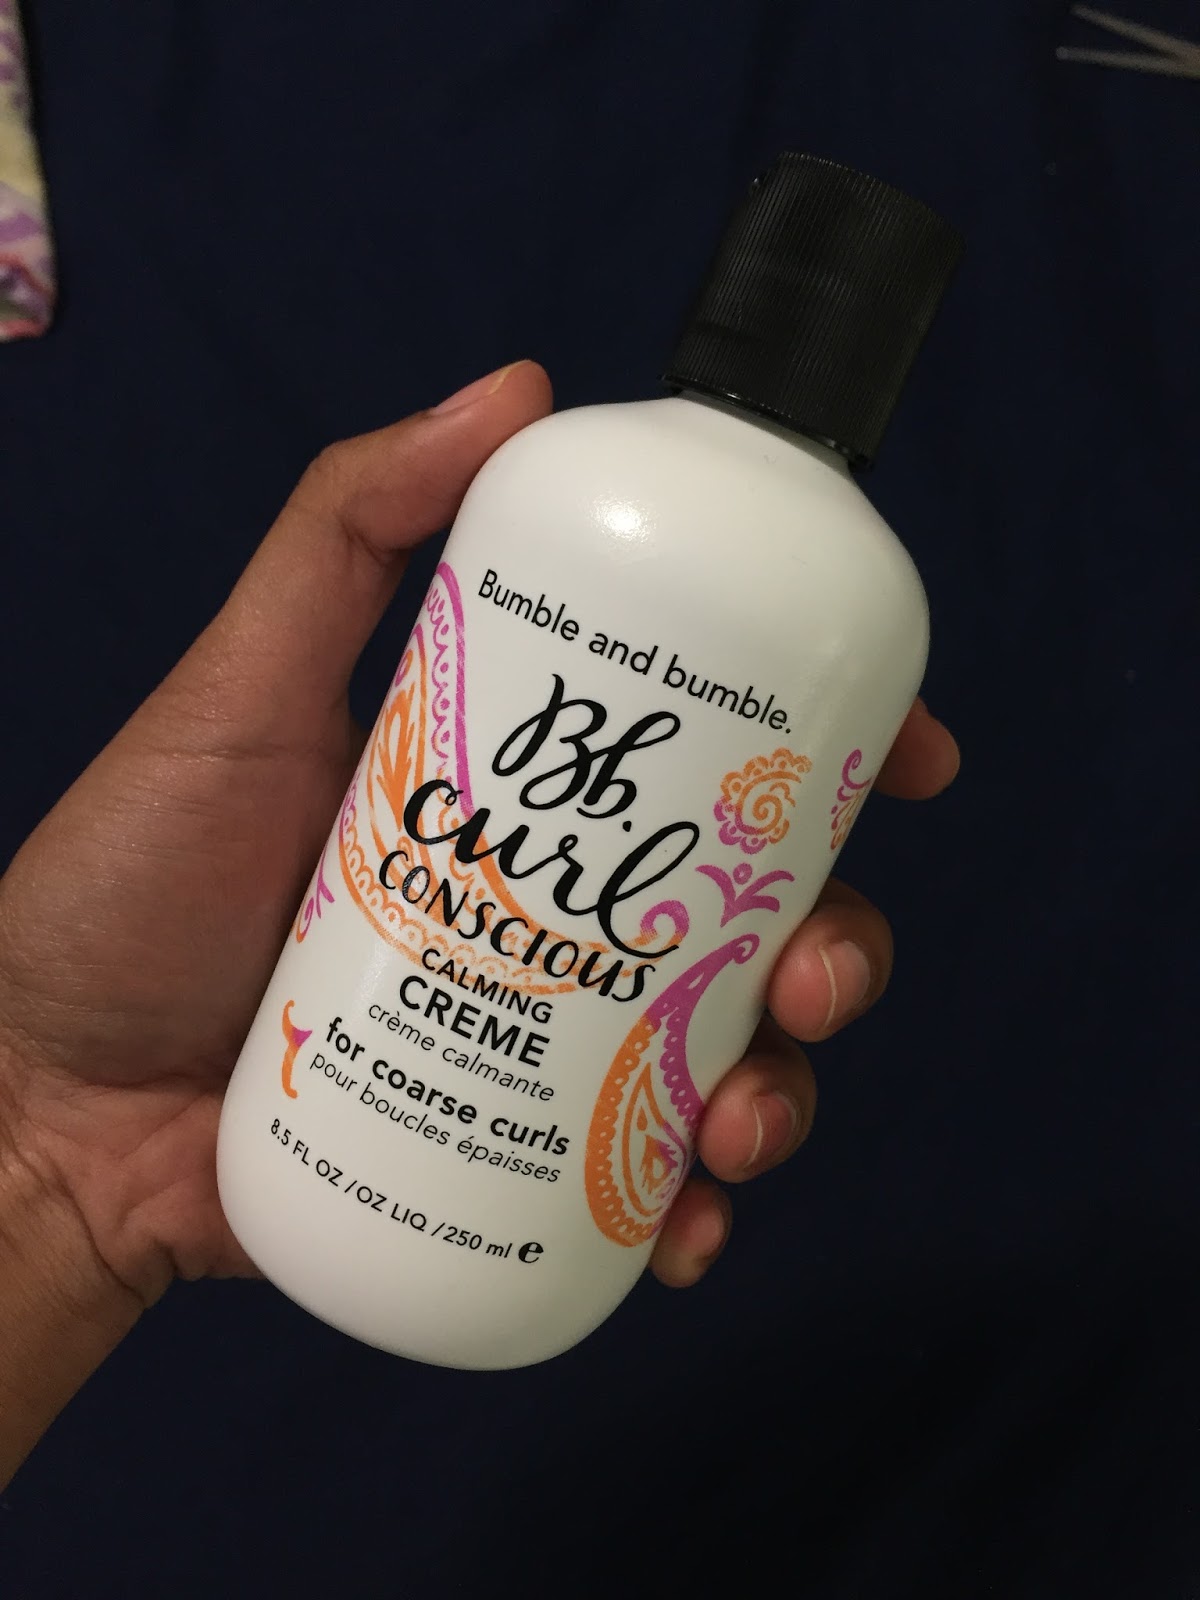 Bumble and bumble.
Bb.
curl
CONSCIOUS
CALMING
CREME
crème calmante
for coarse curls
pour boucles épaisses
8.5 FL OZ / OZ LIQ / 250 ml ℮